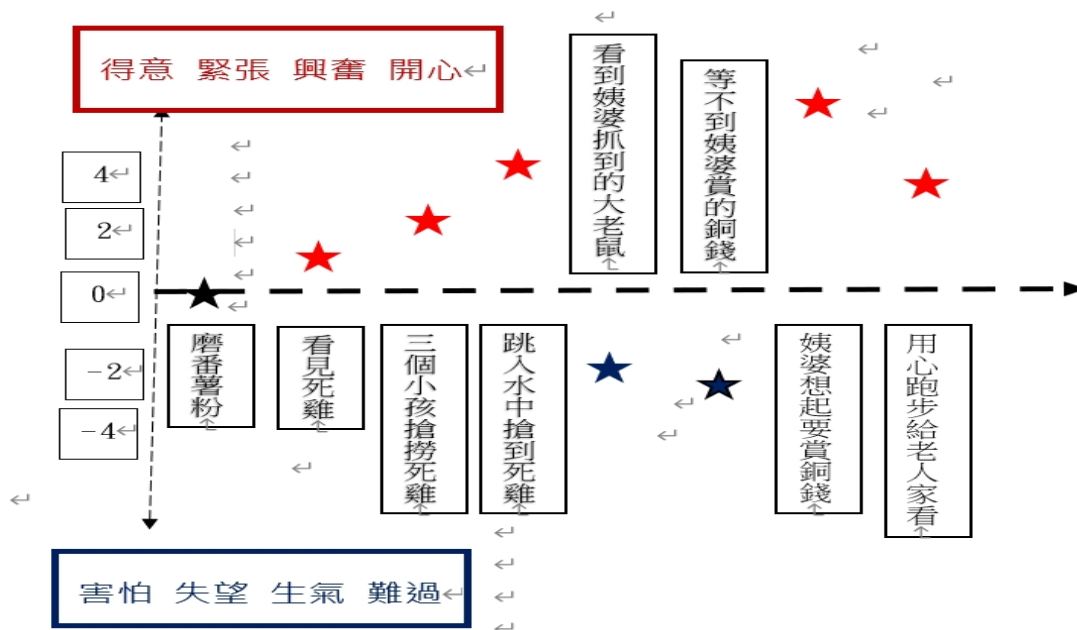 得意 緊張 興奮 開心
4
2
0
-2
-4
磨番薯粉
看見死雞
三個小孩搶撈死雞
跳入水中搶到死雞
看到姨婆抓到的大老鼠
等不到姨婆賞的銅錢
姨婆想起要賞銅錢
用心跑步給老人家看
害怕 失望 生氣 難過